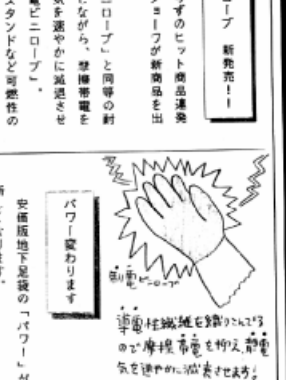 ーブ 新発売!!
ずのヒット商品連発
ョーワが新商品を出
ニローブ」と同等の耐
ながら、摩擦帯電を
気を速やかに減退させ
電ビニローブ」。
スタンドなど可燃性の
制電ビニローブ
導電性繊維を織りこんでる
ので摩擦帯電を抑え、静電
気を速やかに減衰させます!
パワー変わります
安価版地下足袋の「パワー」が